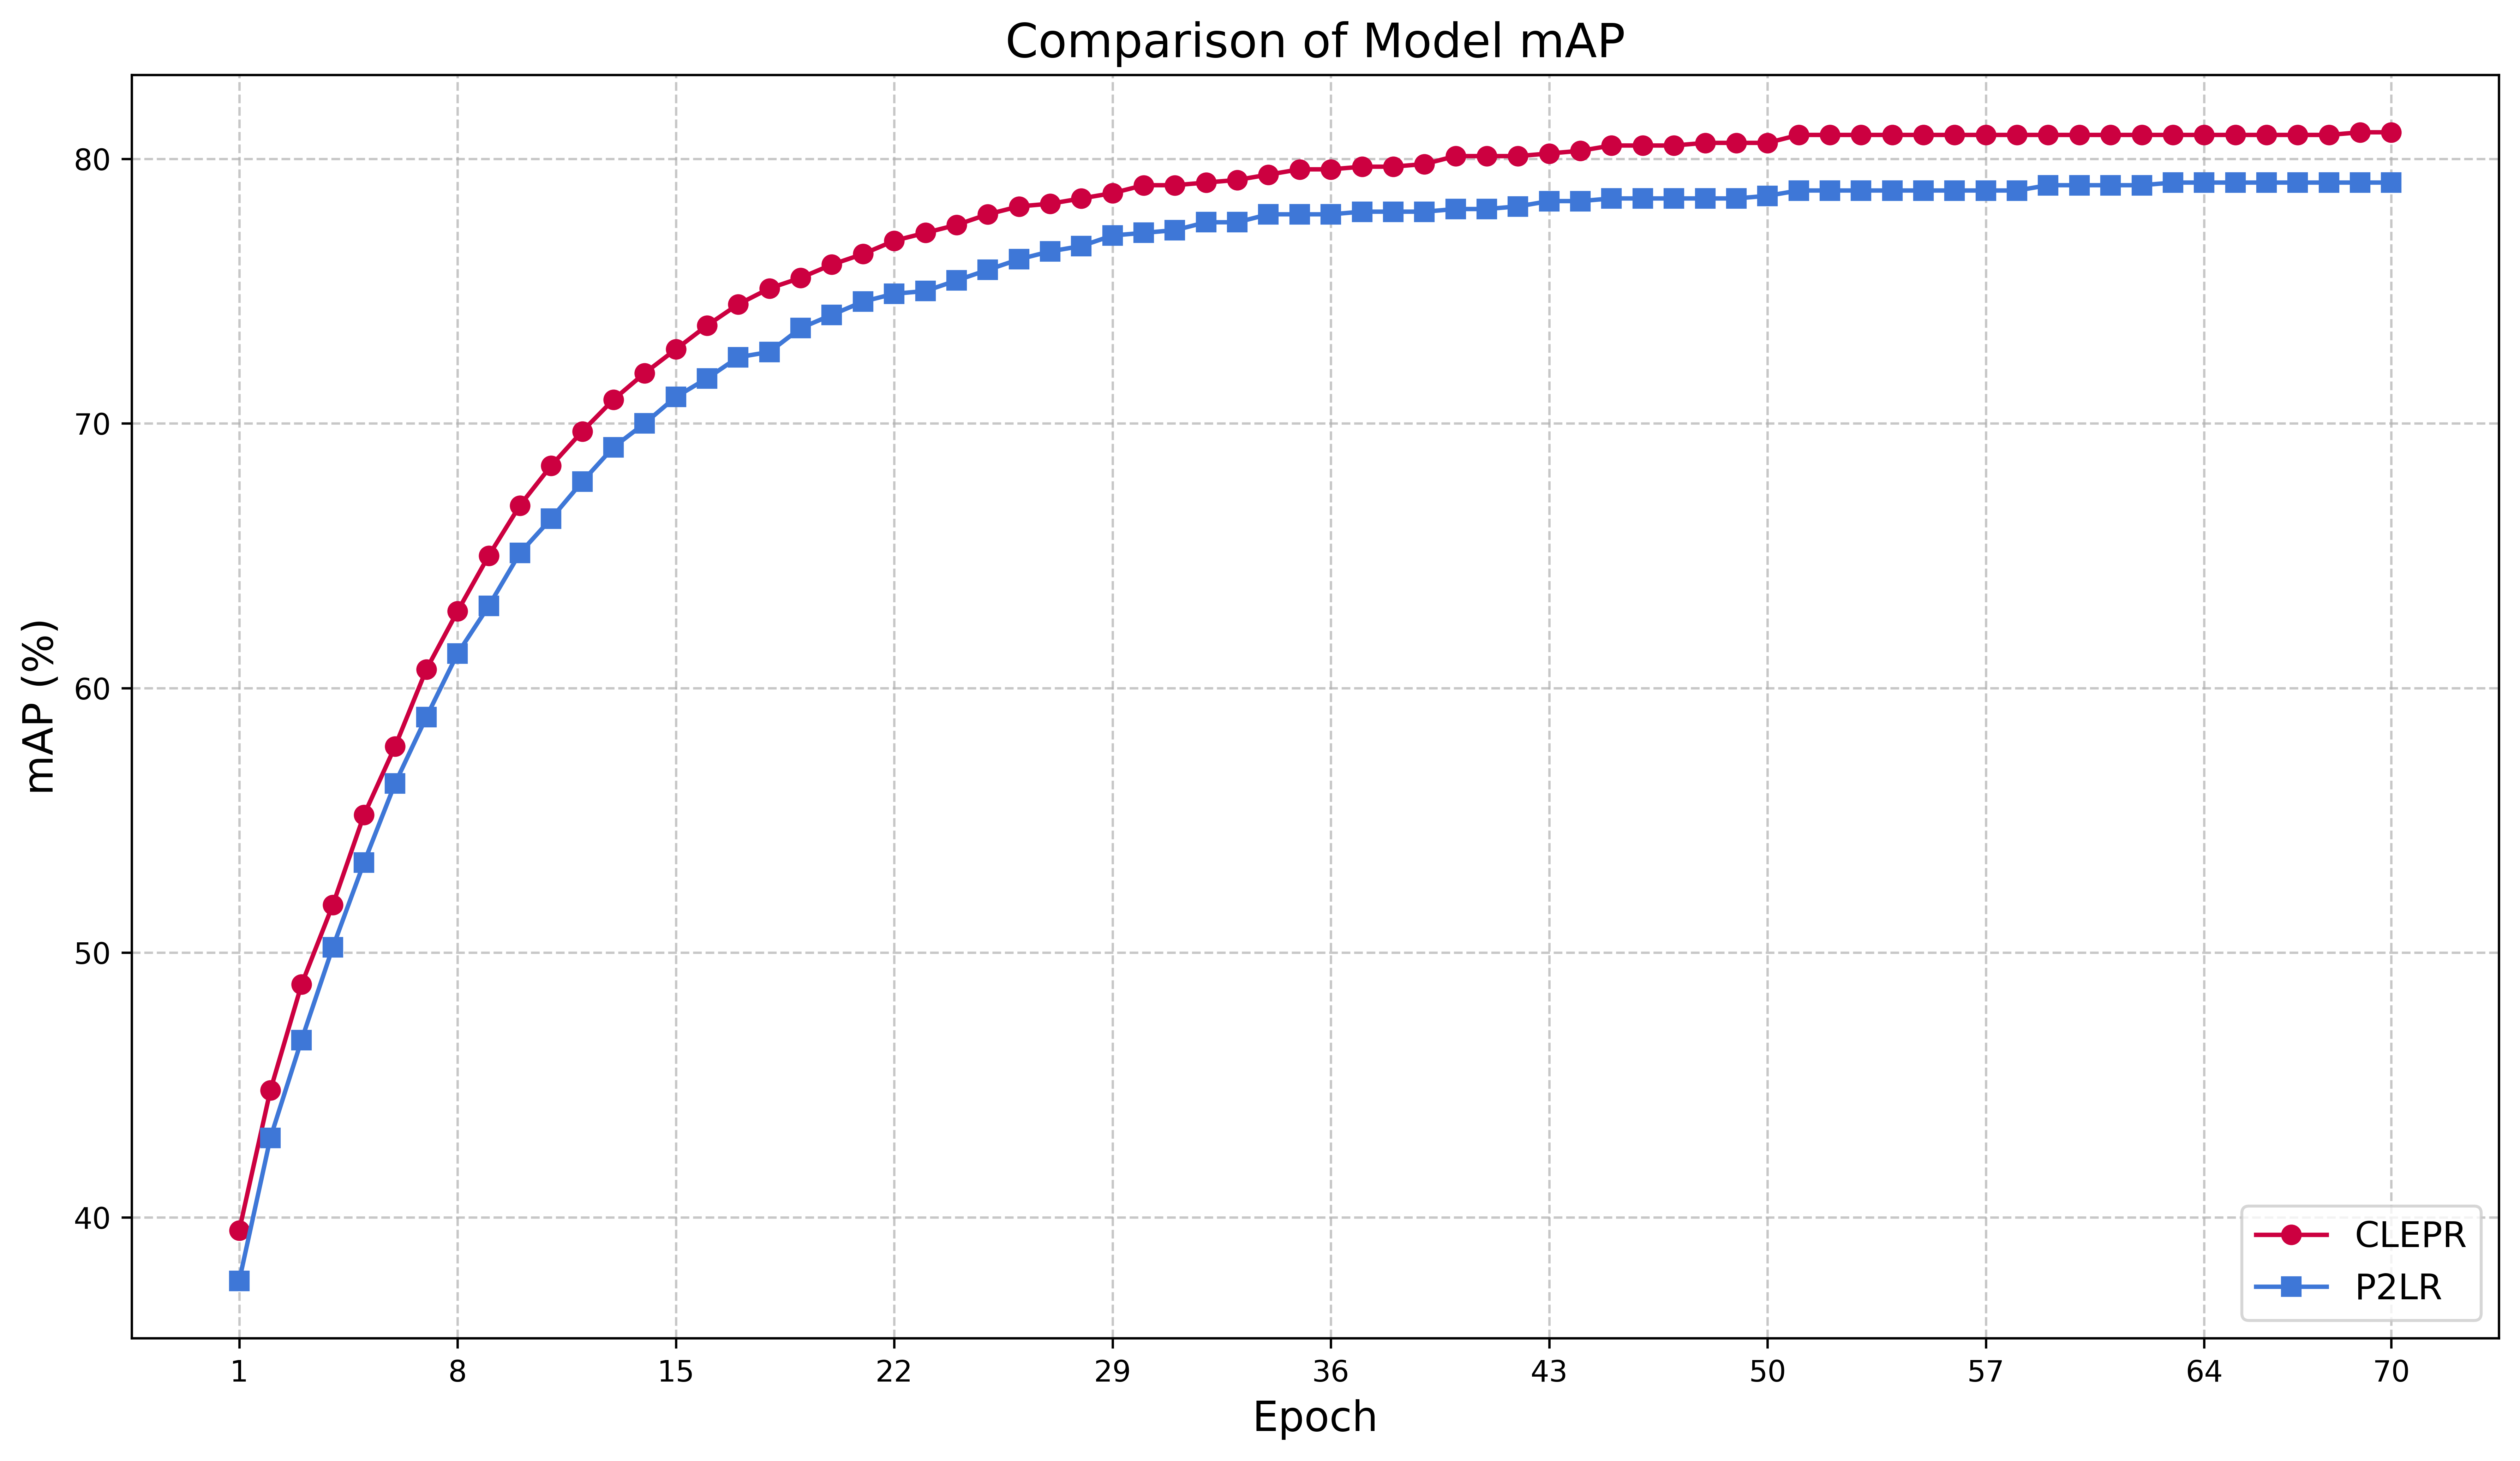 Comparison of Model mAP
mAP (%)
80
70
60
50
40
1 8 15 22 29 36 43 50 57 64 70
Epoch
CLEPR
P2LR